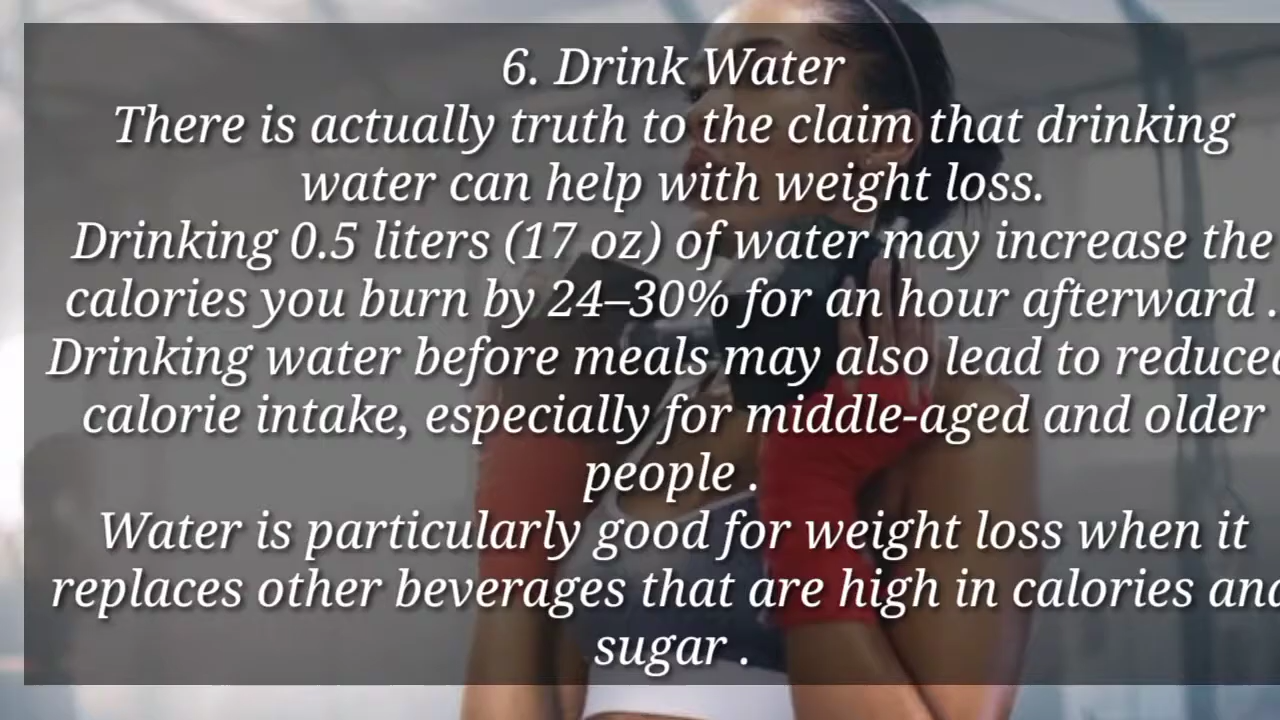 6. Drink Water
There is actually truth to the claim that drinking
water can help with weight loss.
Drinking 0.5 liters (17 oz) of water may increase the
calories you burn by 24–30% for an hour afterward .
Drinking water before meals may also lead to reduced
calorie intake, especially for middle-aged and older
people .
Water is particularly good for weight loss when it
replaces other beverages that are high in calories and
sugar .